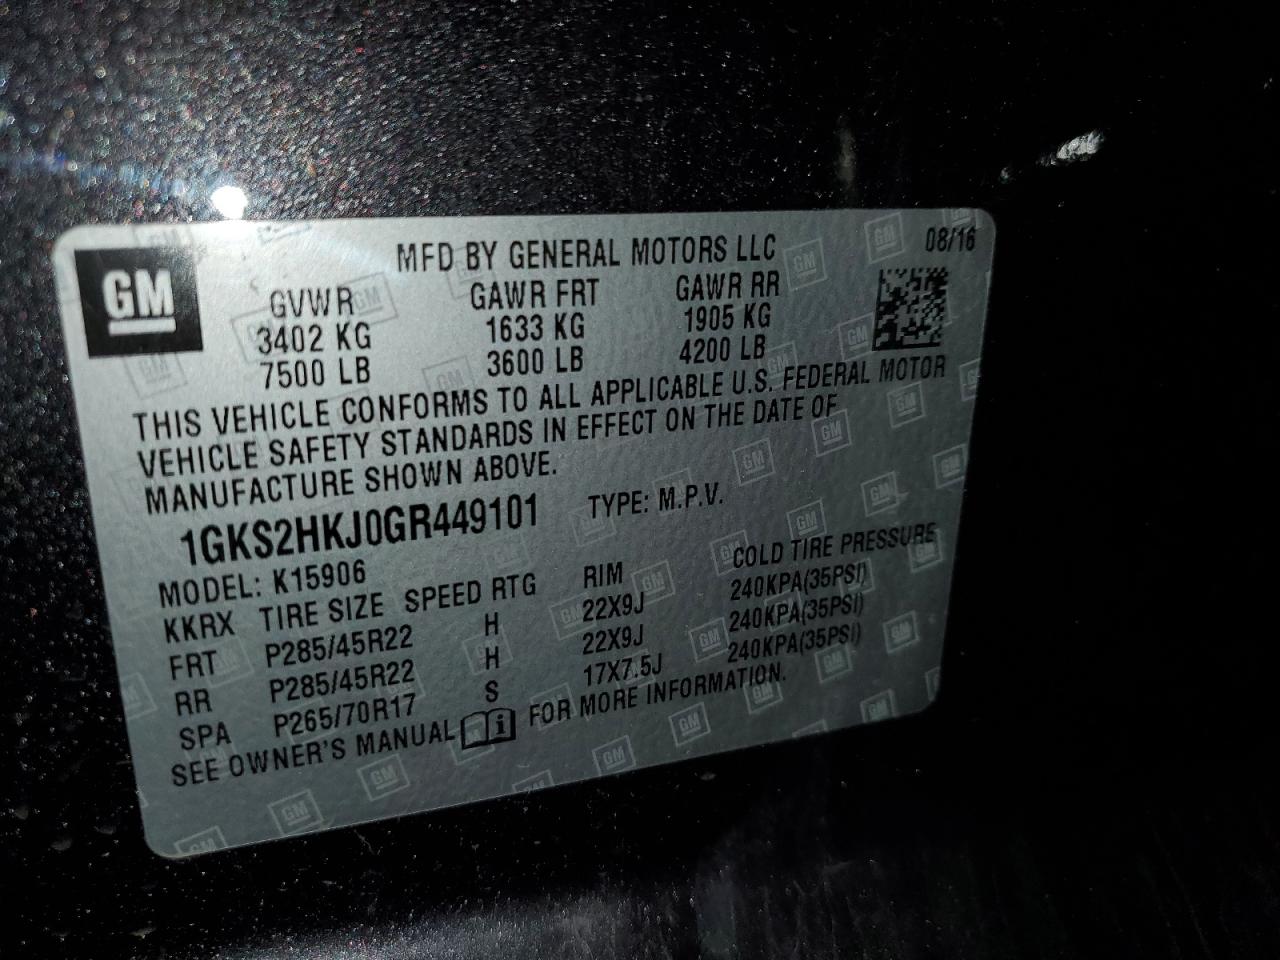 GM
MFD BY GENERAL MOTORS LLC
08/16
GVWR GAWR FRT GAWR RR
3402 KG 1633 KG 1905 KG
7500 LB 3600 LB 4200 LB
THIS VEHICLE CONFORMS TO ALL APPLICABLE U.S. FEDERAL MOTOR
VEHICLE SAFETY STANDARDS IN EFFECT ON THE DATE OF
MANUFACTURE SHOWN ABOVE.
1GKS2HKJ0GR449101 TYPE: M.P.V.
MODEL: K15906
KKRX TIRE SIZE SPEED RTG RIM COLD TIRE PRESSURE
FRT P285/45R22 H 22X9J 240KPA(35PSI)
RR P285/45R22 H 22X9J 240KPA(35PSI)
SPA P265/70R17 S 17X7.5J 240KPA(35PSI)
SEE OWNER'S MANUAL i FOR MORE INFORMATION.